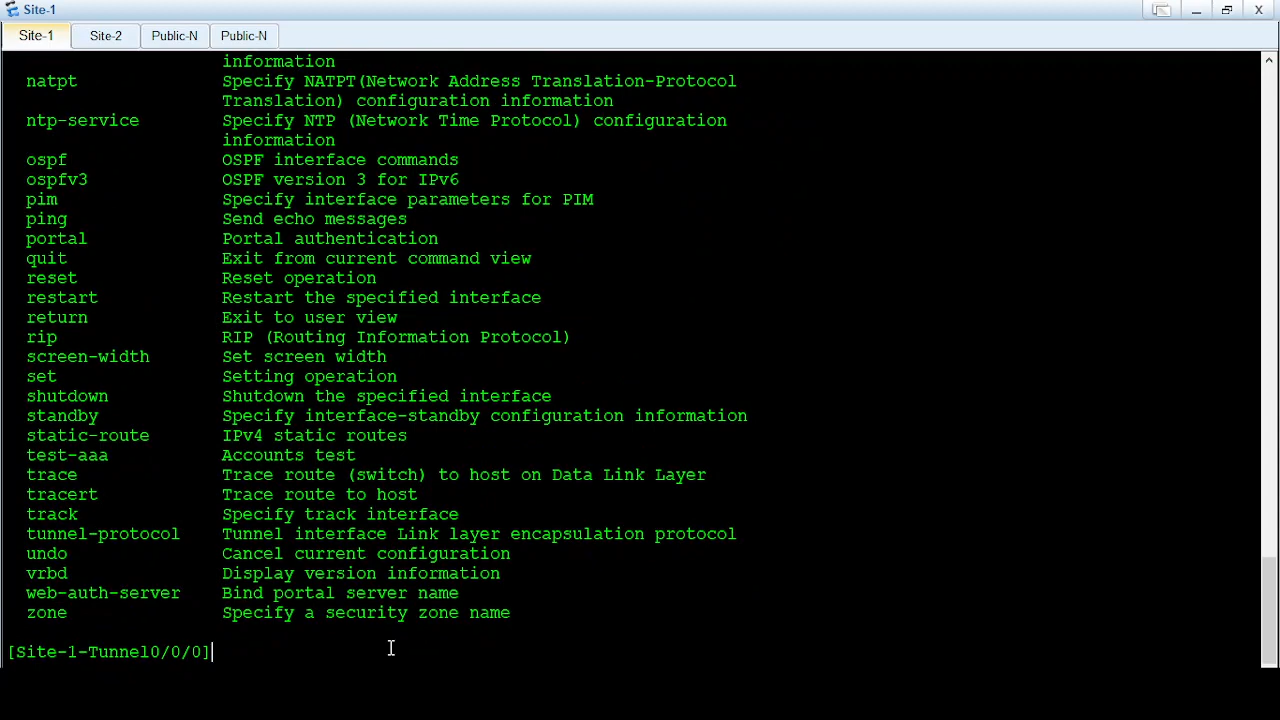 Site-1
Site-1 Site-2 Public-N Public-N
information
natpt Specify NATPT(Network Address Translation-Protocol
Translation) configuration information
ntp-service Specify NTP (Network Time Protocol) configuration
information
ospf OSPF interface commands
ospfv3 OSPF version 3 for IPv6
pim Specify interface parameters for PIM
ping Send echo messages
portal Portal authentication
quit Exit from current command view
reset Reset operation
restart Restart the specified interface
return Exit to user view
rip RIP (Routing Information Protocol)
screen-width Set screen width
set Setting operation
shutdown Shutdown the specified interface
standby Specify interface-standby configuration information
static-route IPv4 static routes
test-aaa Accounts test
trace Trace route (switch) to host on Data Link Layer
tracert Trace route to host
track Specify track interface
tunnel-protocol Tunnel interface Link layer encapsulation protocol
undo Cancel current configuration
vrbd Display version information
web-auth-server Bind portal server name
zone Specify a security zone name
[Site-1-Tunnel0/0/0]